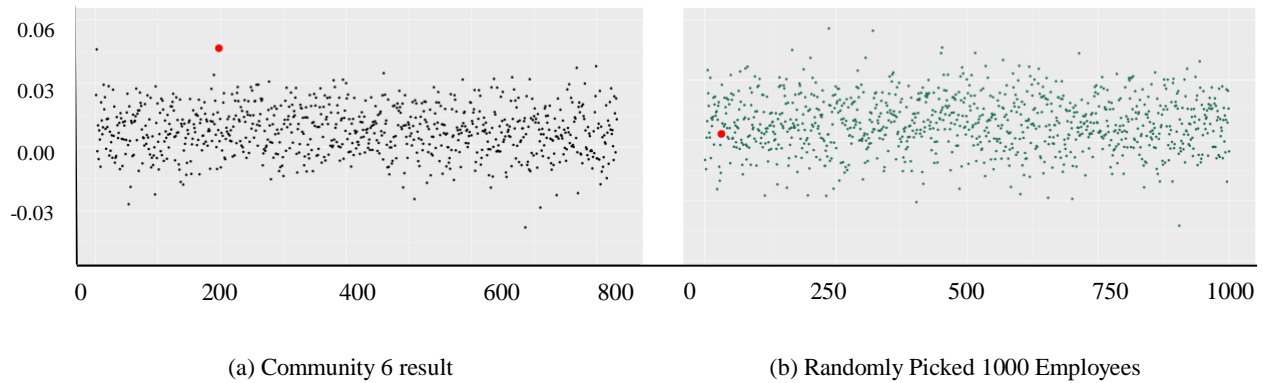 0.06
0.03
0.00
-0.03
0 200 400 600 800
0 250 500 750 1000
(a) Community 6 result
(b) Randomly Picked 1000 Employees